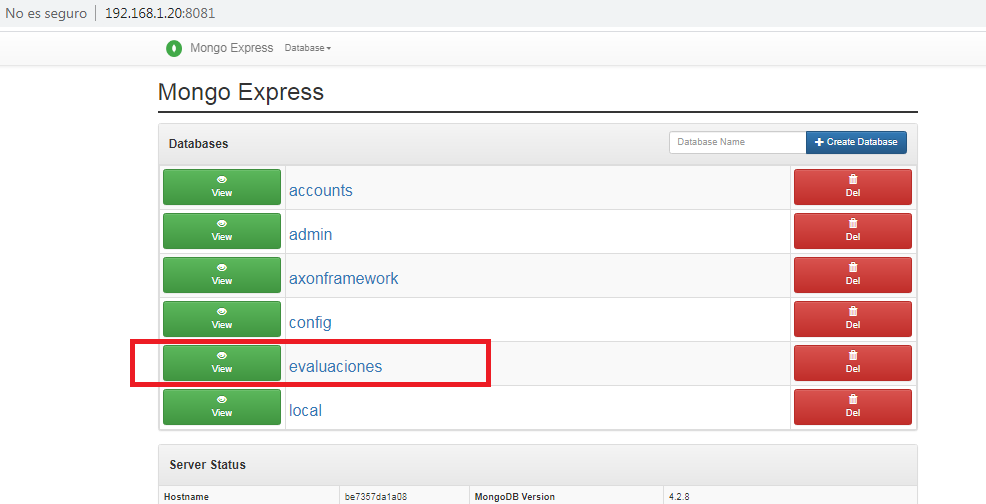 No es seguro 192.168.1.20:8081
Mongo Express Database
Mongo Express
Databases Database Name Create Database
View accounts Del
View admin Del
View axonframework Del
View config Del
View evaluaciones Del
View local Del
Server Status
Hostname be7357da1a08 MongoDB Version 4.2.8